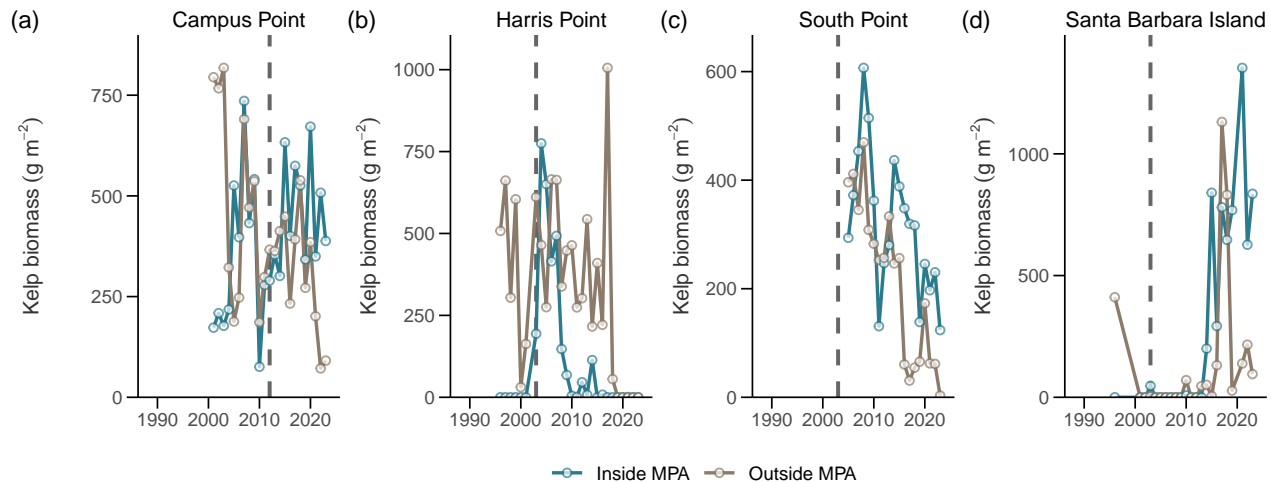 (a) Campus Point
Kelp biomass (g m⁻²)
750
500
250
0
1990 2000 2010 2020
(b) Harris Point
Kelp biomass (g m⁻²)
1000
750
500
250
0
1990 2000 2010 2020
(c) South Point
Kelp biomass (g m⁻²)
600
400
200
0
1990 2000 2010 2020
(d) Santa Barbara Island
Kelp biomass (g m⁻²)
1000
500
0
1990 2000 2010 2020
Inside MPA Outside MPA